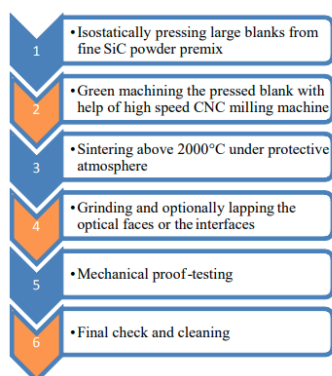 1
•Isostatically pressing large blanks from
fine SiC powder premix
2
•Green machining the pressed blank with
help of high speed CNC milling machine
3
•Sintering above 2000°C under protective
atmosphere
4
•Grinding and optionally lapping the
optical faces or the interfaces
5
•Mechanical proof-testing
6
•Final check and cleaning